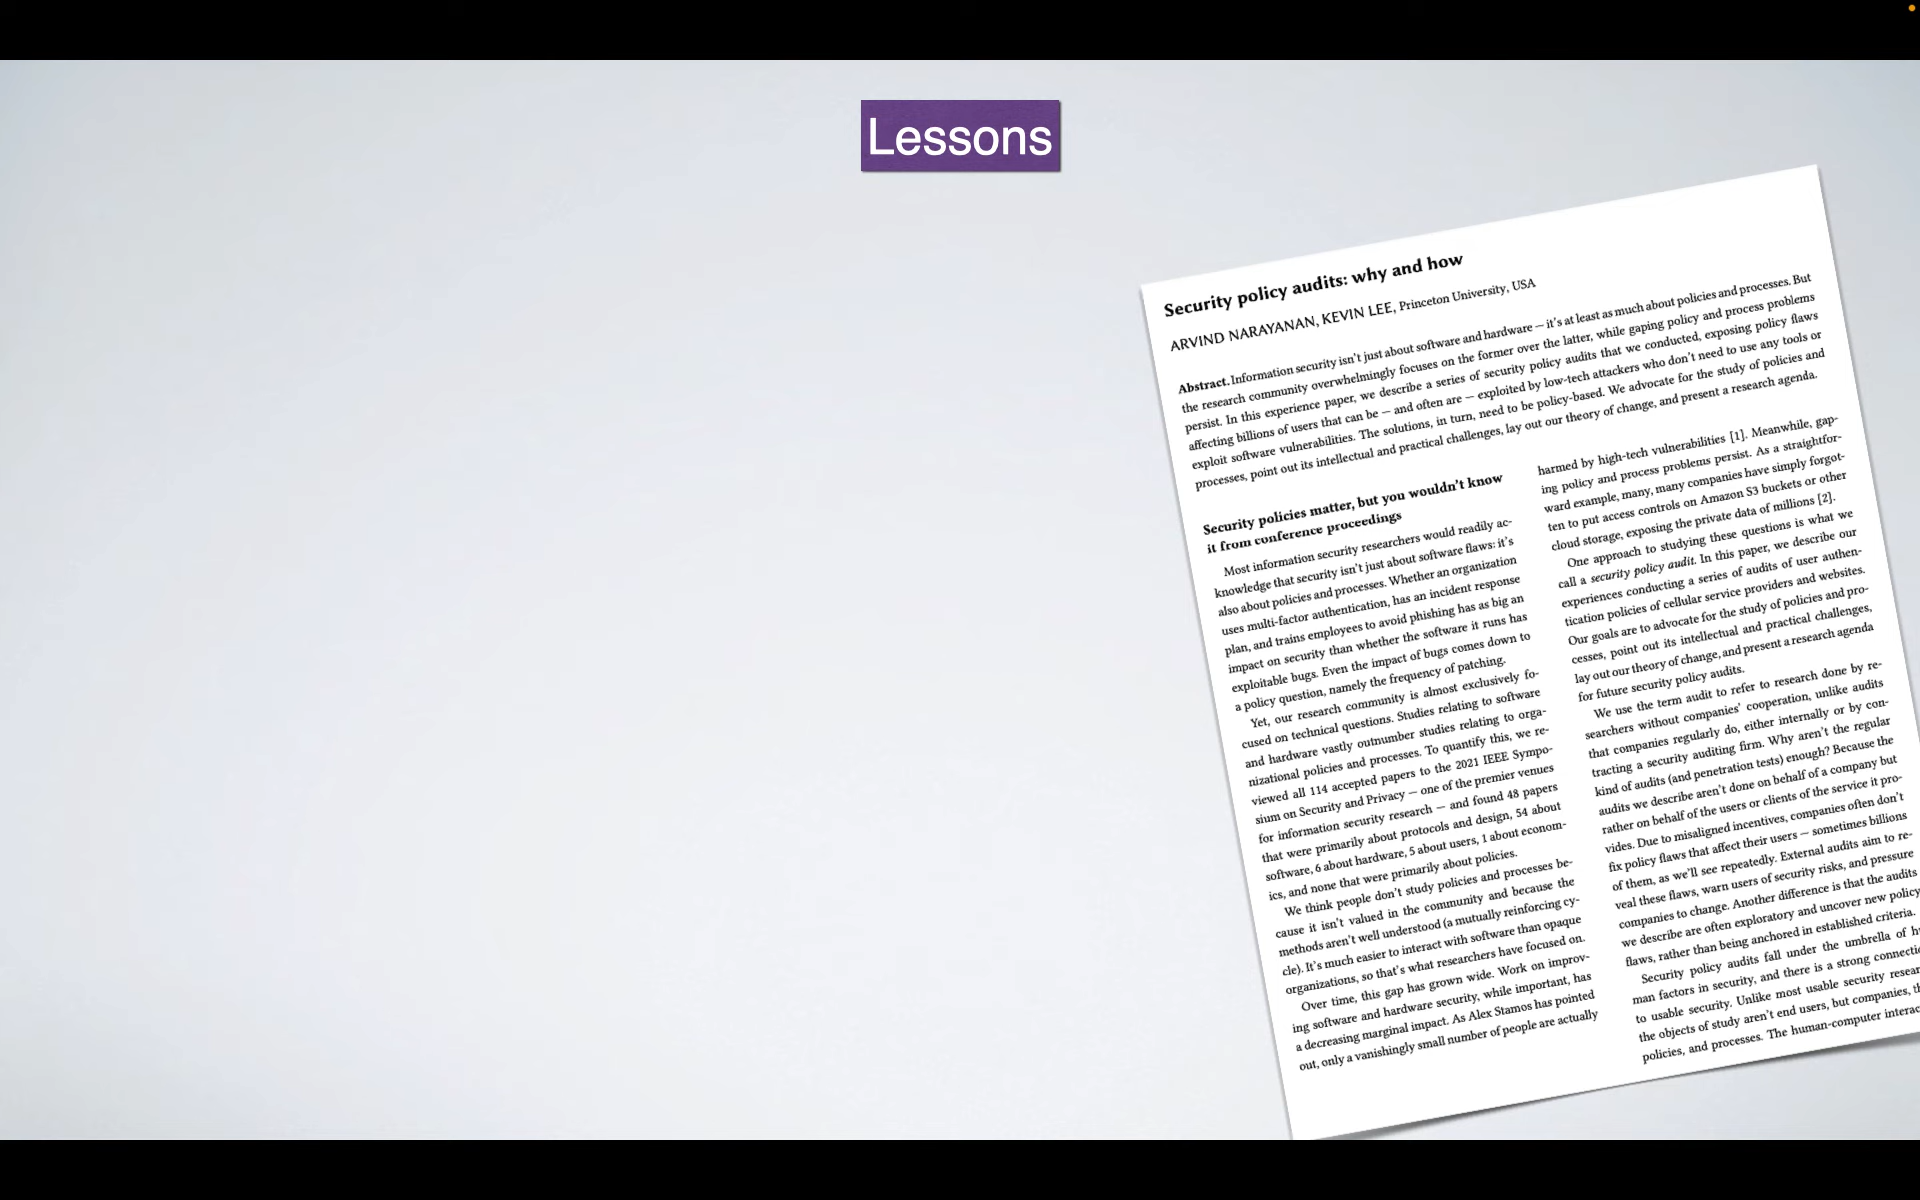 Lessons
Security policy audits: why and how
ARVIND NARAYANAN, KEVIN LEE, Princeton University, USA
Abstract. Information security isn't just about software and hardware — it's at least as much about policies and processes. But
the research community overwhelmingly focuses on the former over the latter, while gaping policy and process problems
persist. In this experience paper, we describe a series of security policy audits that we conducted, exposing policy flaws
affecting billions of users that can be — and often are — exploited by low-tech attackers who don't need to use any tools or
exploit software vulnerabilities. The solutions, in turn, need to be policy-based. We advocate for the study of policies and
processes, point out its intellectual and practical challenges, lay out our theory of change, and present a research agenda.
Security policies matter, but you wouldn't know
it from conference proceedings
Most information security researchers would readily ac-
knowledge that security isn't just about software flaws: it's
also about policies and processes. Whether an organization
uses multi-factor authentication, has an incident response
plan, and trains employees to avoid phishing has as big an
impact on security than whether the software it runs has
exploitable bugs. Even the impact of bugs comes down to
a policy question, namely the frequency of patching.
Yet, our research community is almost exclusively fo-
cused on technical questions. Studies relating to software
and hardware vastly outnumber studies relating to orga-
nizational policies and processes. To quantify this, we re-
viewed all 114 accepted papers to the 2021 IEEE Sympo-
sium on Security and Privacy — one of the premier venues
for information security research — and found 48 papers
that were primarily about protocols and design, 54 about
software, 6 about hardware, 5 about users, 1 about econom-
ics, and none that were primarily about policies.
We think people don't study policies and processes be-
cause it isn't valued in the community and because the
methods aren't well understood (a mutually reinforcing cy-
cle). It's much easier to interact with software than opaque
organizations, so that's what researchers have focused on.
Over time, this gap has grown wide. Work on improv-
ing software and hardware security, while important, has
a decreasing marginal impact. As Alex Stamos has pointed
out, only a vanishingly small number of people are actually
harmed by high-tech vulnerabilities [1]. Meanwhile, gap-
ing policy and process problems persist. As a straightfor-
ward example, many, many companies have simply forgot-
ten to put access controls on Amazon S3 buckets or other
cloud storage, exposing the private data of millions [2].
One approach to studying these questions is what we
call a security policy audit. In this paper, we describe our
experiences conducting a series of audits of user authen-
tication policies of cellular service providers and websites.
Our goals are to advocate for the study of policies and pro-
cesses, point out its intellectual and practical challenges,
lay out our theory of change, and present a research agenda
for future security policy audits.
We use the term audit to refer to research done by re-
searchers without companies' cooperation, unlike audits
that companies regularly do, either internally or by con-
tracting a security auditing firm. Why aren't the regular
kind of audits (and penetration tests) enough? Because the
audits we describe aren't done on behalf of a company but
rather on behalf of the users or clients of the service it pro-
vides. Due to misaligned incentives, companies often don't
fix policy flaws that affect their users — sometimes billions
of them, as we'll see repeatedly. External audits aim to re-
veal these flaws, warn users of security risks, and pressure
companies to change. Another difference is that the audits
we describe are often exploratory and uncover new policy
flaws, rather than being anchored in established criteria.
Security policy audits fall under the umbrella of
man factors in security, and there is a strong
to usable security. Unlike most usable security
the objects of study aren't end users, but companies,
policies, and processes. The human-computer